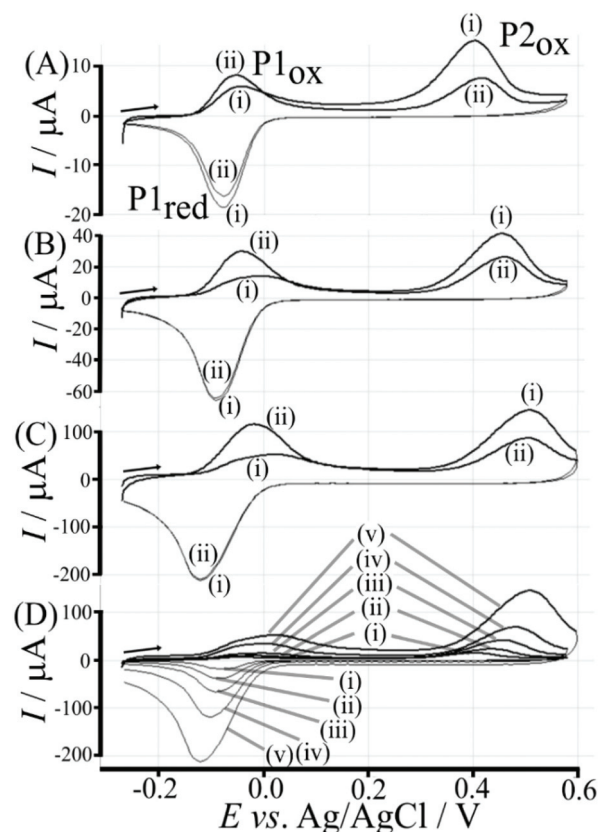 (A)
P1ox
P2ox
(i)
(ii)
(i)
(ii)
10
0
-10
-20
I / μA
(ii)
(i)
P1red
(B)
40
20
0
-20
-40
-60
I / μA
(ii)
(i)
(i)
(ii)
(ii)
(i)
(C)
100
0
-100
-200
I / μA
(ii)
(i)
(i)
(ii)
(ii)
(i)
(D)
100
0
-100
-200
I / μA
(v)
(iv)
(iii)
(ii)
(i)
(i)
(ii)
(iii)
(v) (iv)
-0.2 0.0 0.2 0.4 0.6
E vs. Ag/AgCl / V